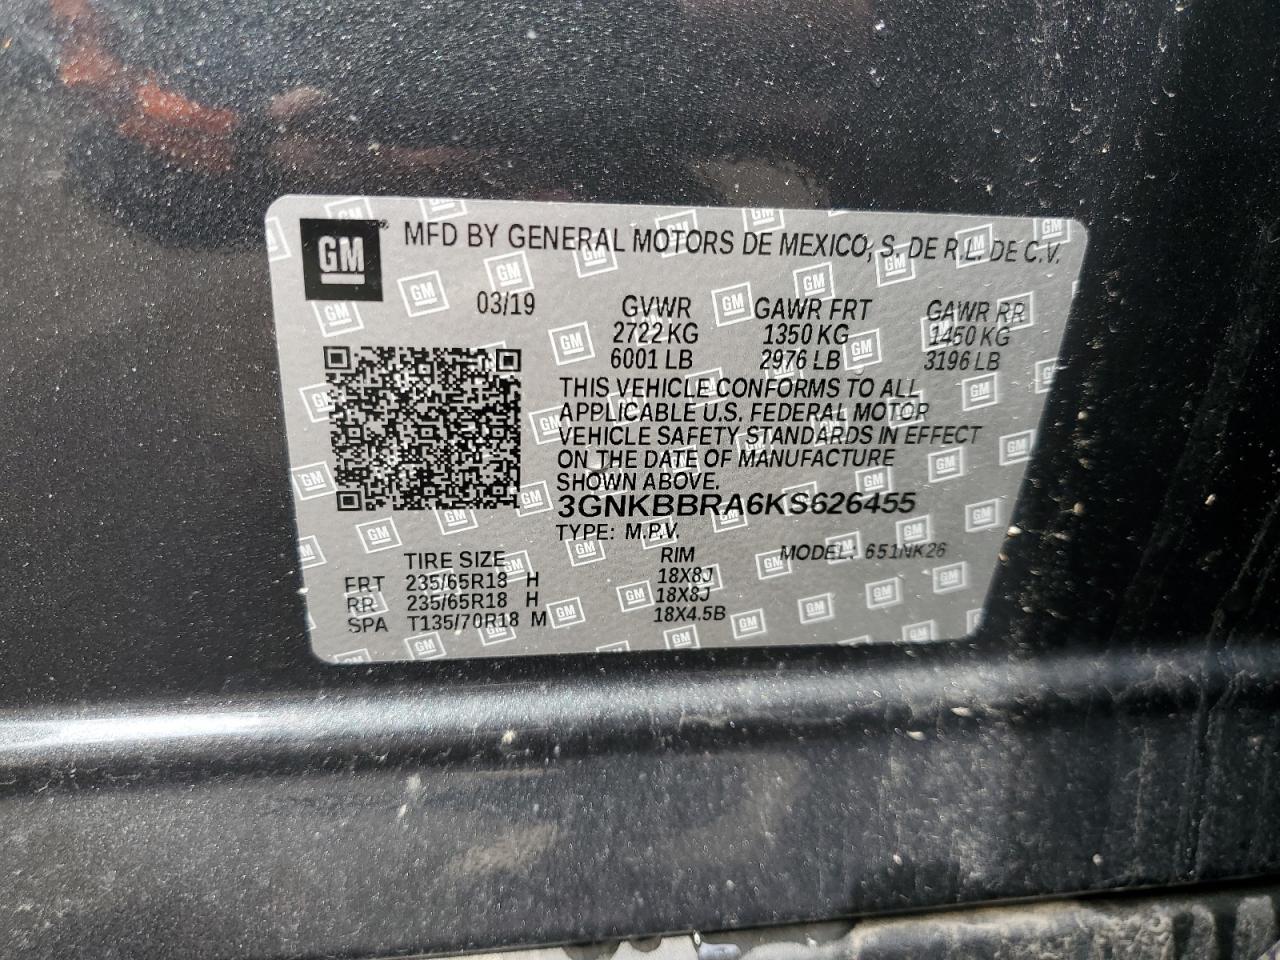 GM
MFD BY GENERAL MOTORS DE MEXICO, S. DE R.L. DE C.V.
03/19 GVWR GAWR FRT GAWR RR
2722 KG 1350 KG 1450 KG
6001 LB 2976 LB 3196 LB
THIS VEHICLE CONFORMS TO ALL
APPLICABLE U.S. FEDERAL MOTOR
VEHICLE SAFETY STANDARDS IN EFFECT
ON THE DATE OF MANUFACTURE
SHOWN ABOVE.
3GNKBBRA6KS626455
TYPE: M.P.V.
TIRE SIZE RIM MODEL: 651NK26
FRT 235/65R18 H 18X8J
RR 235/65R18 H 18X8J
SPA T135/70R18 M 18X4.5B